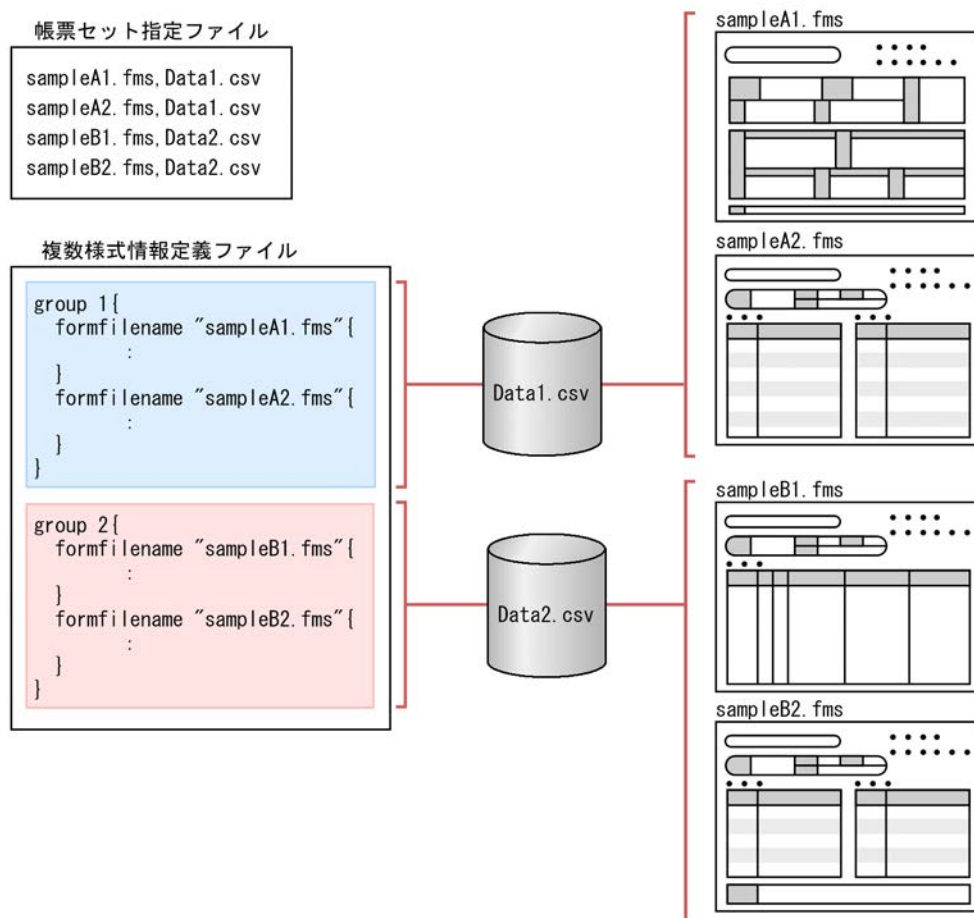 帳票セット指定ファイル
sampleA1.fms,Data1.csv
sampleA2.fms,Data1.csv
sampleB1.fms,Data2.csv
sampleB2.fms,Data2.csv
複数様式情報定義ファイル
group 1{
formfilename "sampleA1.fms"{
:
}
formfilename "sampleA2.fms"{
:
}
}
group 2{
formfilename "sampleB1.fms"{
:
}
formfilename "sampleB2.fms"{
:
}
}
Data1.csv
Data2.csv
sampleA1.fms
sampleA2.fms
sampleB1.fms
sampleB2.fms